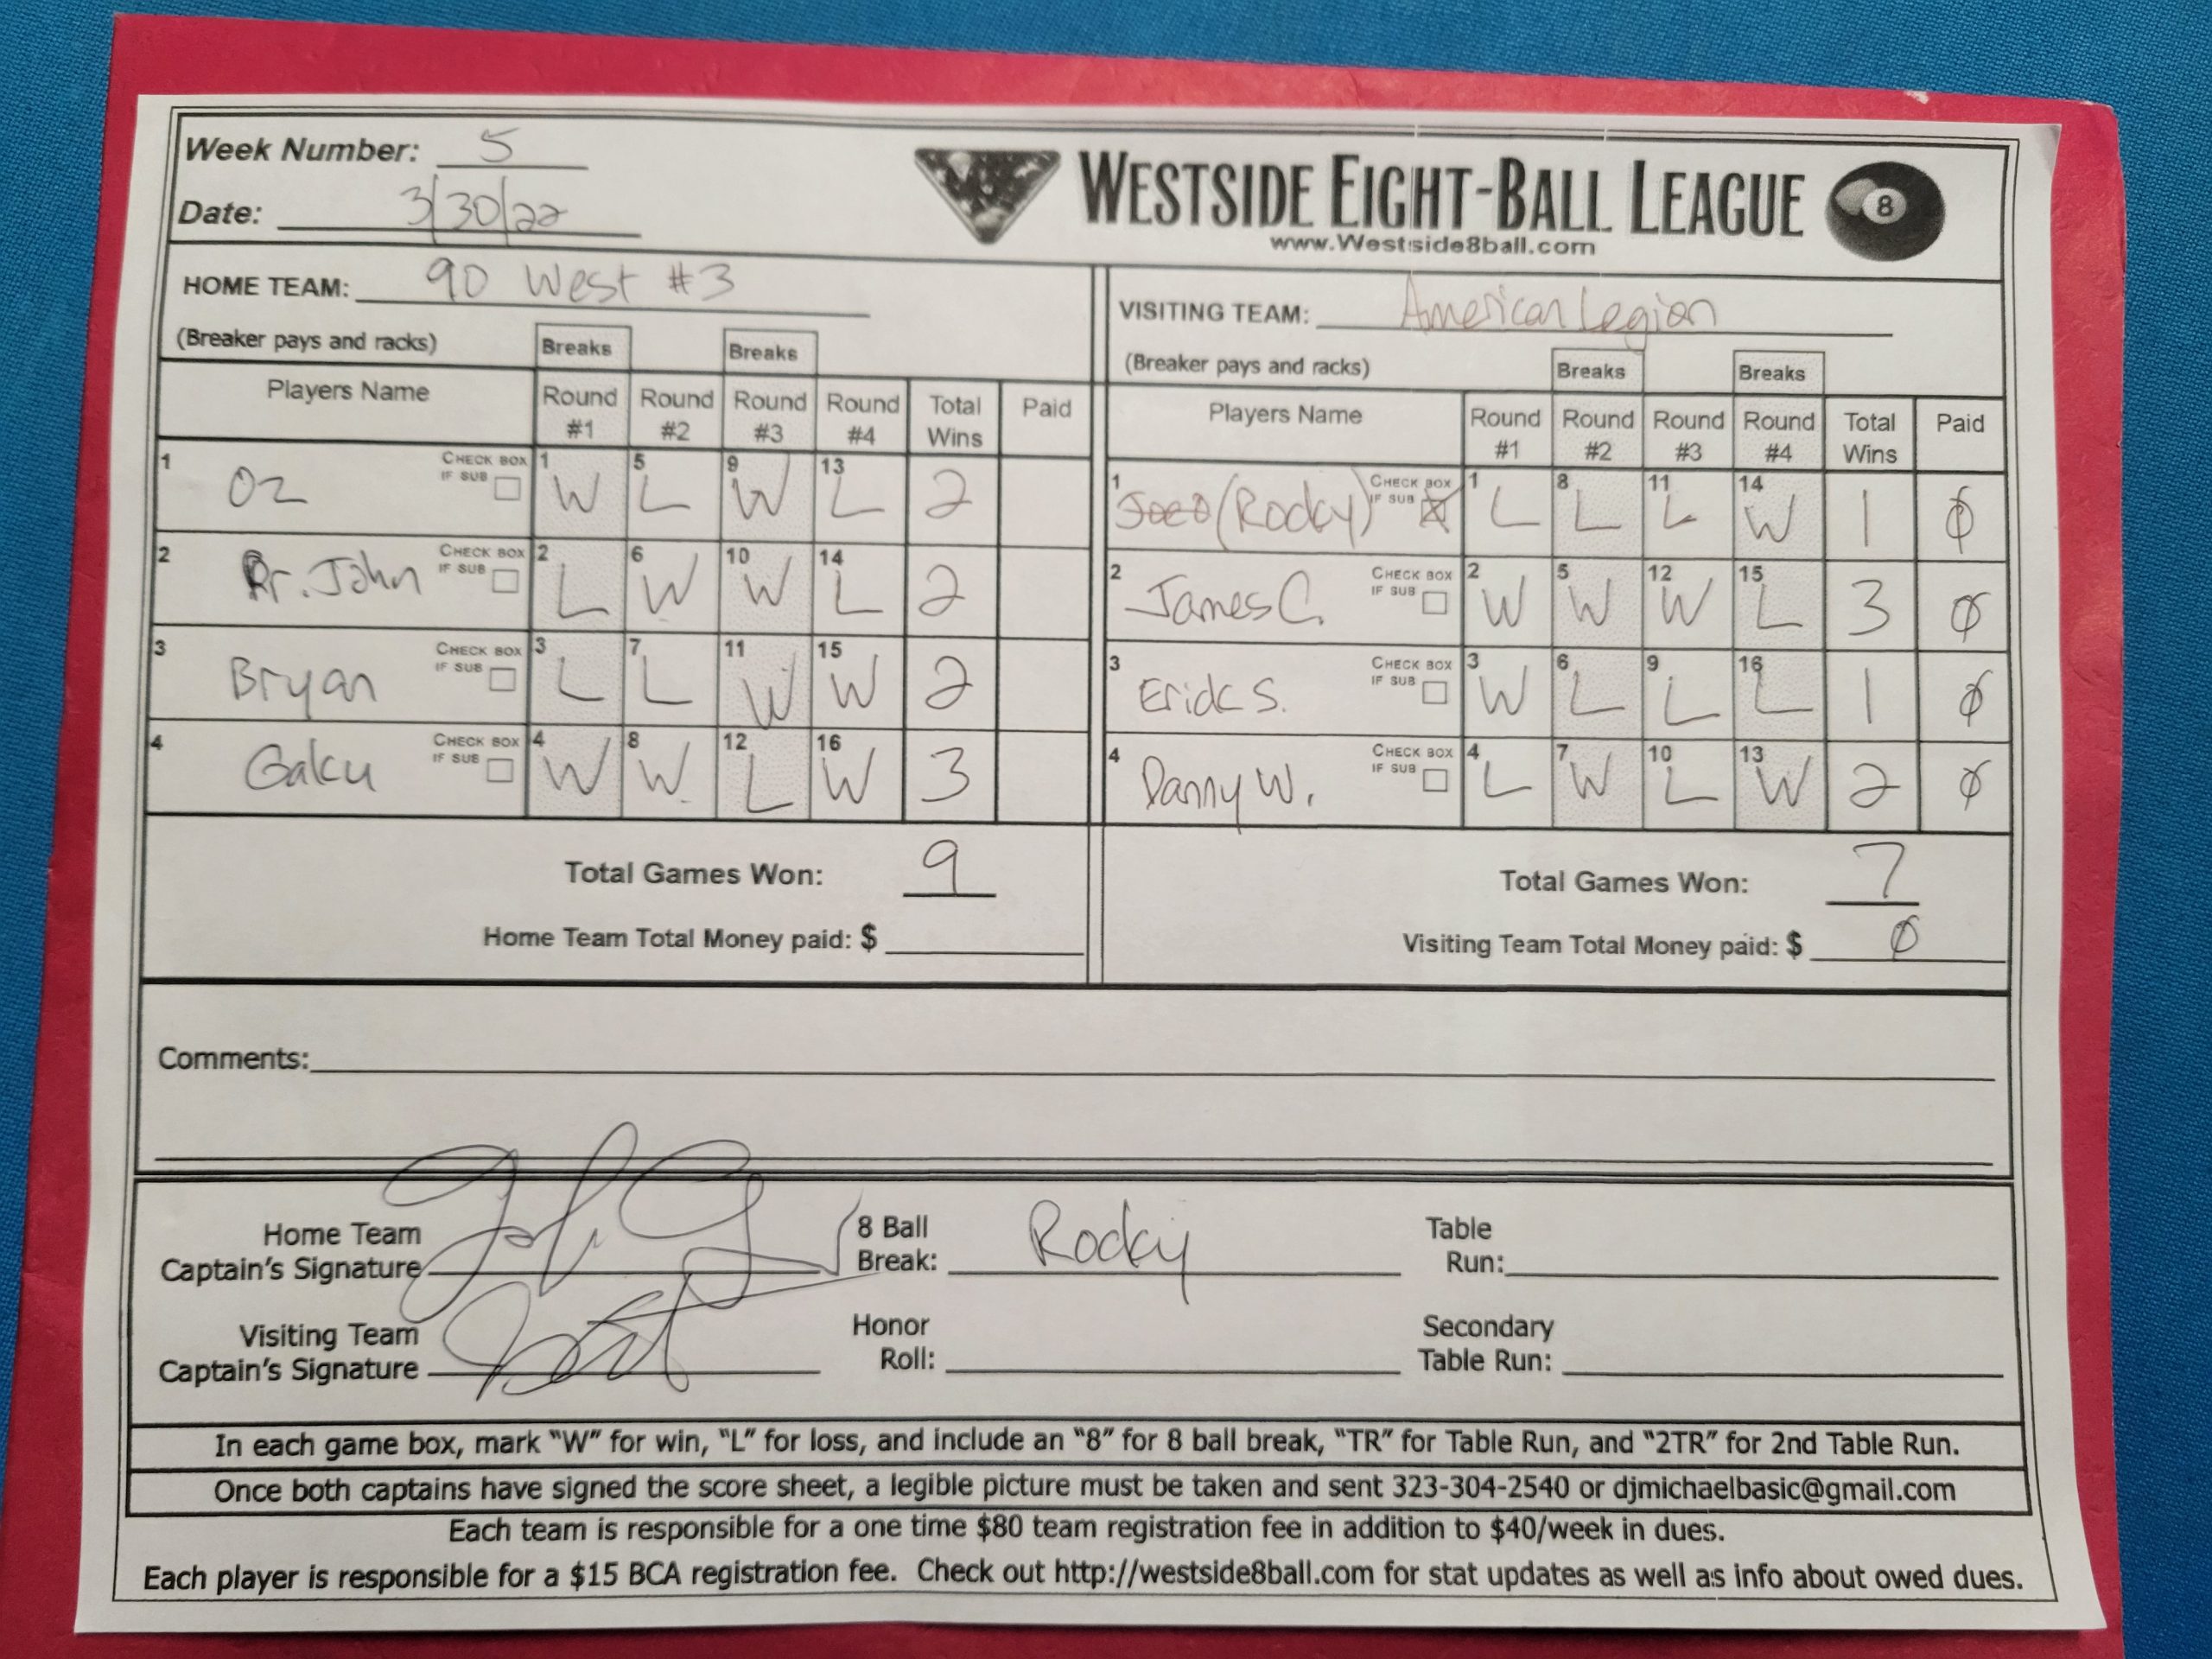 Week Number: 5
Date: 3/30/22
WESTSIDE EIGHT-BALL LEAGUE 8
www.Westside8ball.com
HOME TEAM: 90 West #3
(Breaker pays and racks) Breaks Breaks
Players Name Round #1 Round #2 Round #3 Round #4 Total Wins Paid
1 Oz CHECK BOX IF SUB 1 W 5 L 9 W 13 L 2
2 Dr. John CHECK BOX IF SUB 2 L 6 W 10 W 14 L 2
3 Bryan CHECK BOX IF SUB 3 L 7 L 11 W 15 W 2
4 Gaku CHECK BOX IF SUB 4 W 8 W 12 L 16 W 3
Total Games Won: 9
Home Team Total Money paid: $
VISITING TEAM: American Legion
(Breaker pays and racks) Breaks Breaks
Players Name Round #1 Round #2 Round #3 Round #4 Total Wins Paid
1 (Rocky) CHECK BOX IF SUB X 1 L 8 L 11 L 14 W 1 0
2 James C. CHECK BOX IF SUB 2 W 5 W 12 W 15 L 3 0
3 Erick S. CHECK BOX IF SUB 3 W 6 L 9 L 16 L 1 0
4 Danny W. CHECK BOX IF SUB 4 L 7 W 10 L 13 W 2 0
Total Games Won: 7
Visiting Team Total Money paid: $ 0
Comments:
Home Team Captain's Signature
8 Ball Break: Rocky
Table Run:
Visiting Team Captain's Signature
Honor Roll:
Secondary Table Run:
In each game box, mark "W" for win, "L" for loss, and include an "8" for 8 ball break, "TR" for Table Run, and "2TR" for 2nd Table Run.
Once both captains have signed the score sheet, a legible picture must be taken and sent 323-304-2540 or djmichaelbasic@gmail.com
Each team is responsible for a one time $80 team registration fee in addition to $40/week in dues.
Each player is responsible for a $15 BCA registration fee. Check out http://westside8ball.com for stat updates as well as info about owed dues.